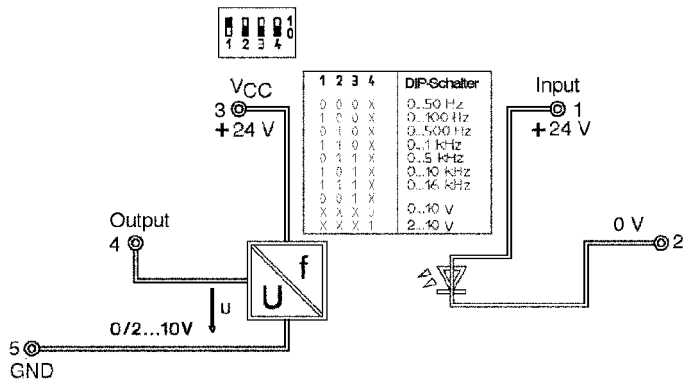 1
0
1 2 3 4
VCC
3
+24 V
1 2 3 4 DIP-Schalter
0 0 0 X 0...50 Hz
1 0 0 X 0...100 Hz
0 1 0 X 0...500 Hz
1 1 0 X 0...1 kHz
0 1 1 X 0...5 kHz
1 0 1 X 0...10 kHz
1 1 1 X 0...16 kHz
0 0 1 X
X X X 0 0...10 V
X X X 1 2...10 V
Input
1
+24 V
Output
4
0 V
2
f
U
U
0/2...10V
5
GND